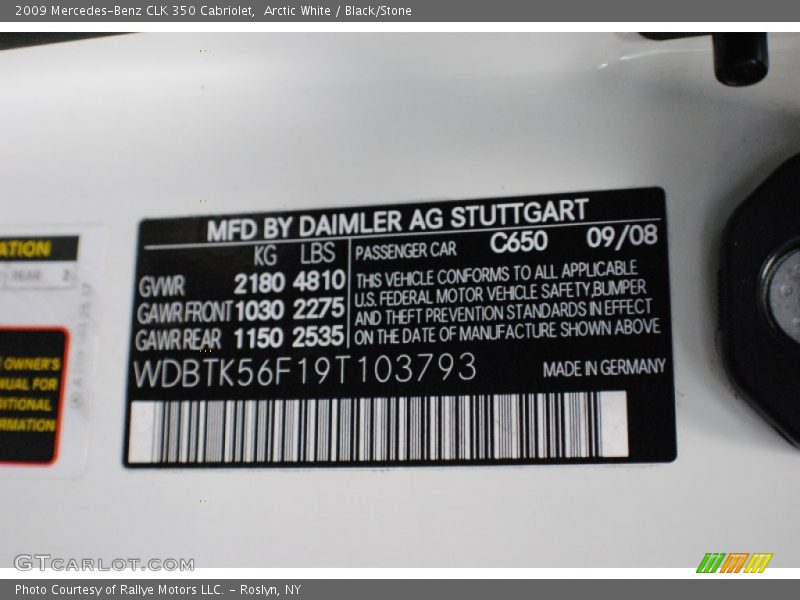 2009 Mercedes-Benz CLK 350 Cabriolet,  Arctic White / Black/Stone
MFD BY DAIMLER AG STUTTGART
KG LBS PASSENGER CAR C650 09/08
GVWR 2180 4810
GAWR FRONT 1030 2275
GAWR REAR 1150 2535
THIS VEHICLE CONFORMS TO ALL APPLICABLE
U.S. FEDERAL MOTOR VEHICLE SAFETY,BUMPER
AND THEFT PREVENTION STANDARDS IN EFFECT
ON THE DATE OF MANUFACTURE SHOWN ABOVE
WDBTK56F19T103793 MADE IN GERMANY
ATION
REAR 2
OWNER'S
NUAL FOR
DITIONAL
RMATION
GTCARLOT.COM
Photo Courtesy of Rallye Motors LLC. - Roslyn, NY